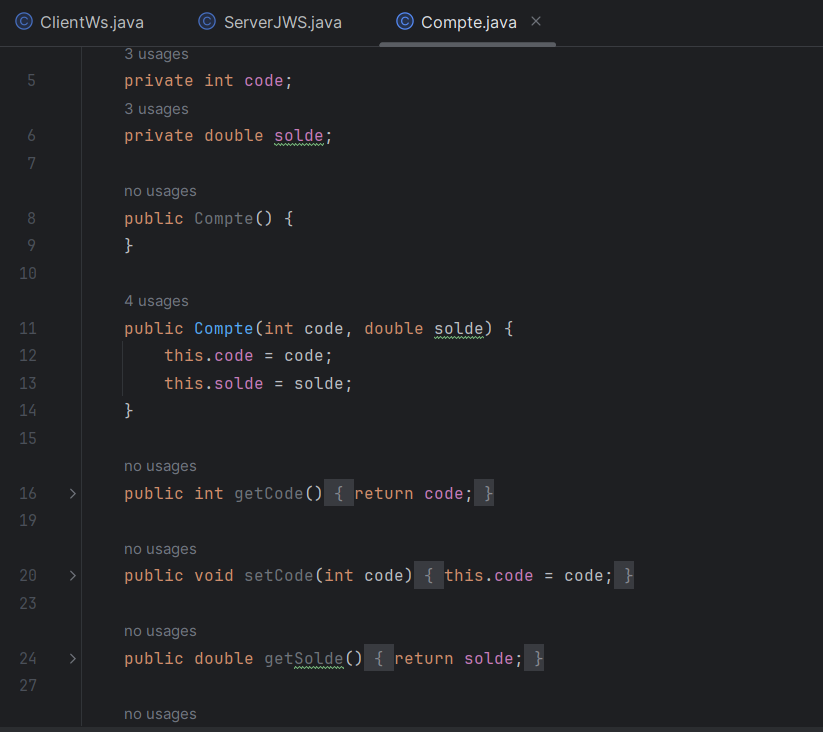 ClientWs.java ServerJWS.java Compte.java
3 usages
5 private int code;
3 usages
6 private double solde;
7
no usages
8 public Compte() {
9 }
10
4 usages
11 public Compte(int code, double solde) {
12 this.code = code;
13 this.solde = solde;
14 }
15
no usages
16 public int getCode() { return code; }
19
no usages
20 public void setCode(int code) { this.code = code; }
23
no usages
24 public double getSolde() { return solde; }
27
no usages